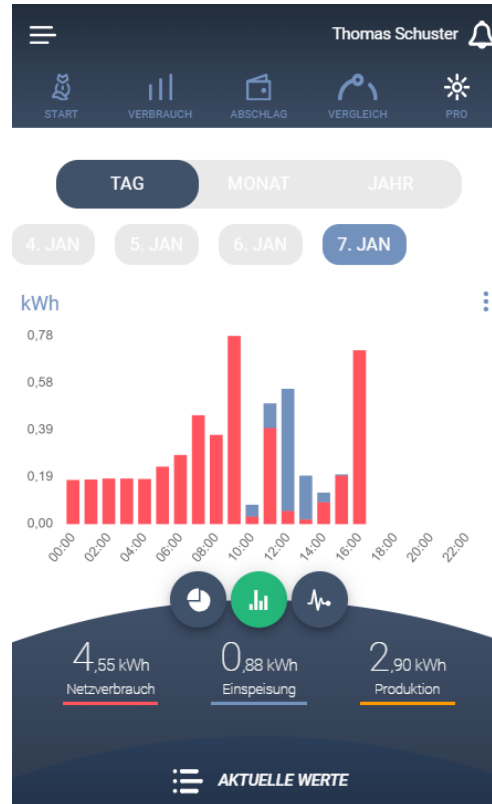 Thomas Schuster
START VERBRAUCH ABSCHLAG VERGLEICH PRO
TAG MONAT JAHR
4. JAN 5. JAN 6. JAN 7. JAN
kWh
0,78
0,58
0,39
0,19
0,00
00:00 02:00 04:00 06:00 08:00 10:00 12:00 14:00 16:00 18:00 20:00 22:00
4,55 kWh 0,88 kWh 2,90 kWh
Netzverbrauch Einspeisung Produktion
AKTUELLE WERTE